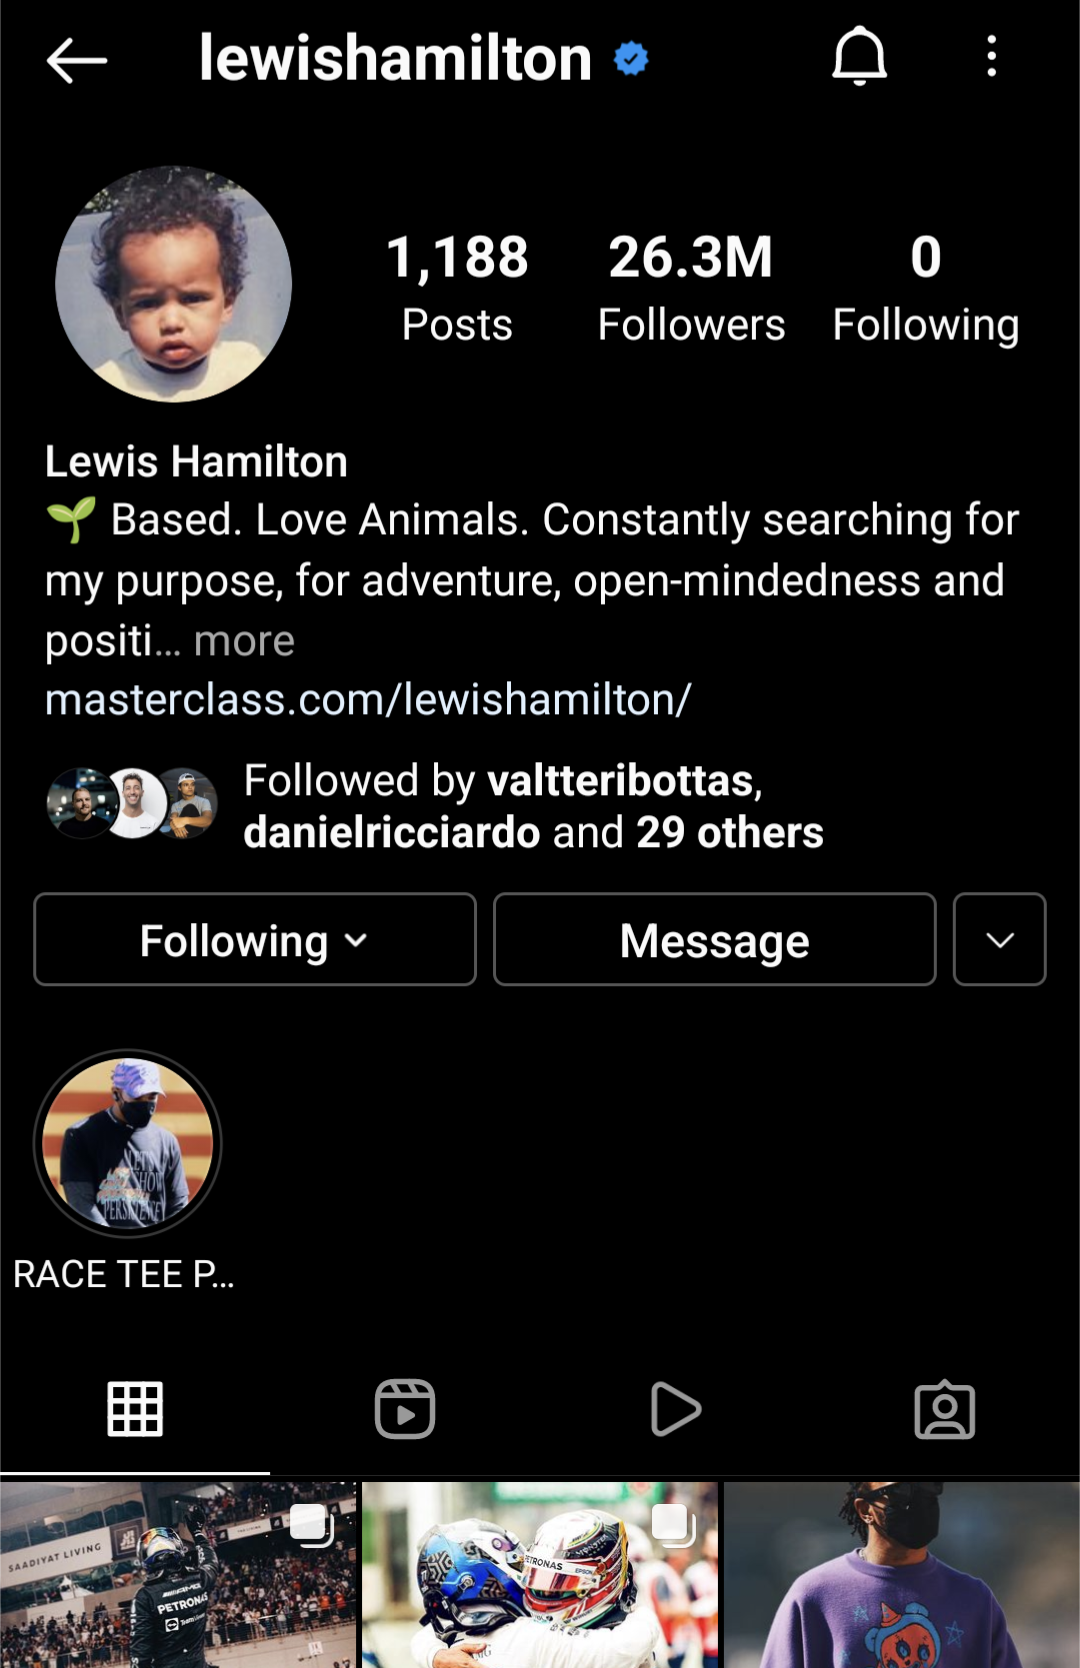 lewishamilton
1,188
Posts
26.3M
Followers
0
Following
Lewis Hamilton
🌱 Based. Love Animals. Constantly searching for
my purpose, for adventure, open-mindedness and
positi... more
masterclass.com/lewishamilton/
Followed by valtteribottas,
danielricciardo and 29 others
Following
Message
RACE TEE P...
SAADIYAT LIVING
PETRONAS
PETRONAS
EPSON